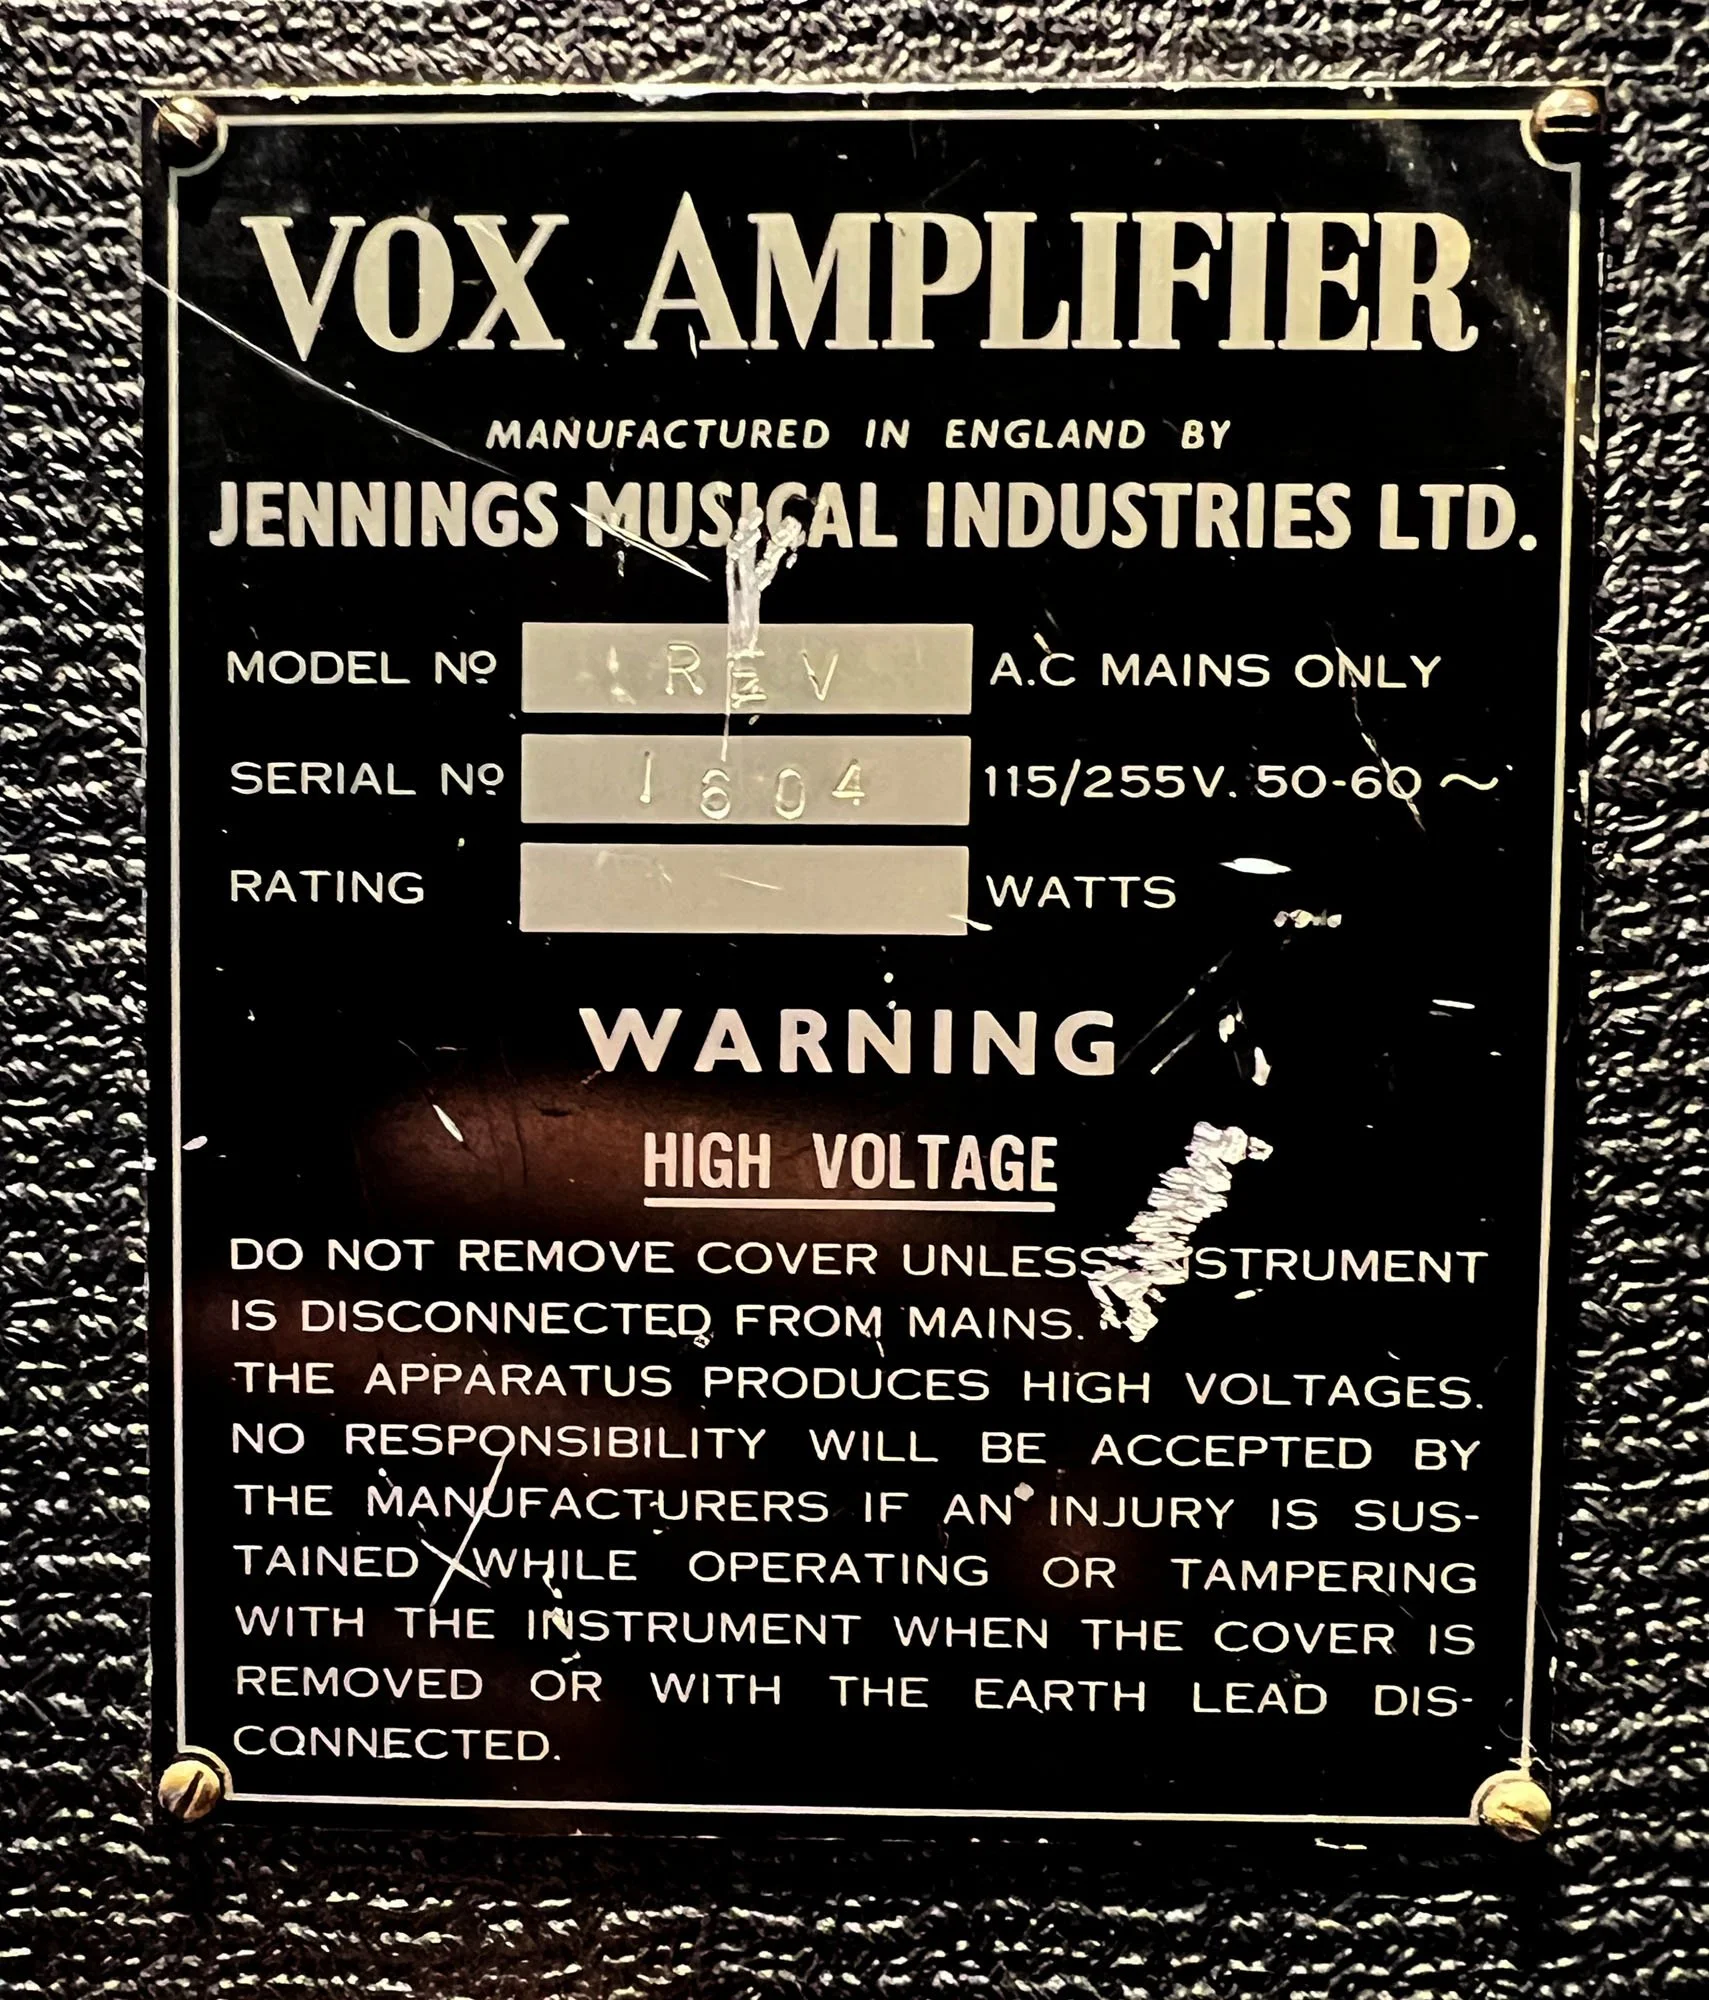 VOX AMPLIFIER
MANUFACTURED IN ENGLAND BY
JENNINGS MUSICAL INDUSTRIES LTD.
MODEL Nº REV A.C MAINS ONLY
SERIAL Nº 1604 115/255V. 50-60 ~
RATING WATTS
WARNING
HIGH VOLTAGE
DO NOT REMOVE COVER UNLESS INSTRUMENT
IS DISCONNECTED FROM MAINS.
THE APPARATUS PRODUCES HIGH VOLTAGES.
NO RESPONSIBILITY WILL BE ACCEPTED BY
THE MANUFACTURERS IF AN INJURY IS SUS-
TAINED WHILE OPERATING OR TAMPERING
WITH THE INSTRUMENT WHEN THE COVER IS
REMOVED OR WITH THE EARTH LEAD DIS-
CONNECTED.